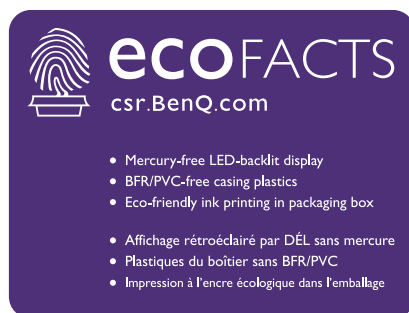 ecoFACTS
csr.BenQ.com
• Mercury-free LED-backlit display
• BFR/PVC-free casing plastics
• Eco-friendly ink printing in packaging box
• Affichage rétroéclairé par DÉL sans mercure
• Plastiques du boîtier sans BFR/PVC
• Impression à l'encre écologique dans l'emballage